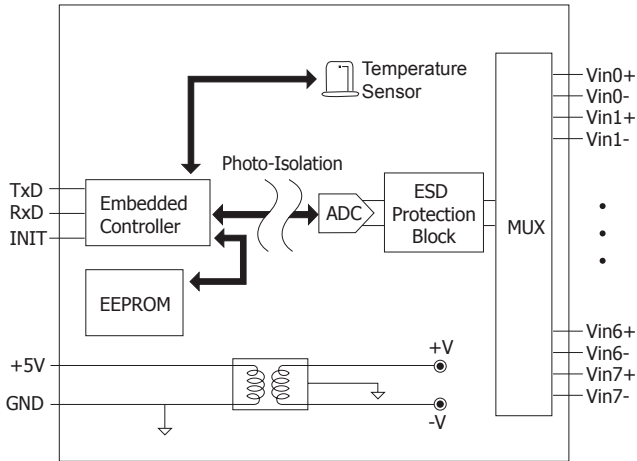 Temperature
Sensor
Vin0+
Vin0-
Vin1+
Vin1-
Photo-Isolation
TxD
RxD
INIT
Embedded
Controller
ADC
ESD
Protection
Block
MUX
EEPROM
Vin6+
Vin6-
Vin7+
Vin7-
+5V
GND
+V
-V